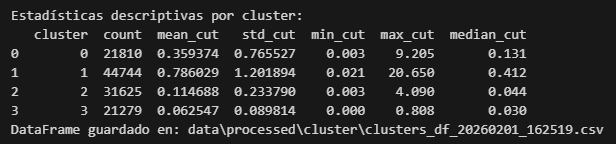 Estadísticas descriptivas por cluster:
cluster count mean_cut std_cut min_cut max_cut median_cut
0 0 21810 0.359374 0.765527 0.003 9.205 0.131
1 1 44744 0.786029 1.201894 0.021 20.650 0.412
2 2 31625 0.114688 0.233790 0.003 4.090 0.044
3 3 21279 0.062547 0.089814 0.000 0.808 0.030
DataFrame guardado en: data\processed\cluster\clusters_df_20260201_162519.csv